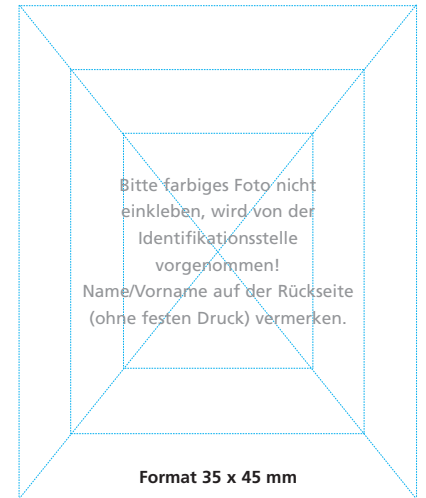 Bitte farbiges Foto nicht
einkleben, wird von der
Identifikationsstelle
vorgenommen!
Name/Vorname auf der Rückseite
(ohne festen Druck) vermerken.
Format 35 x 45 mm